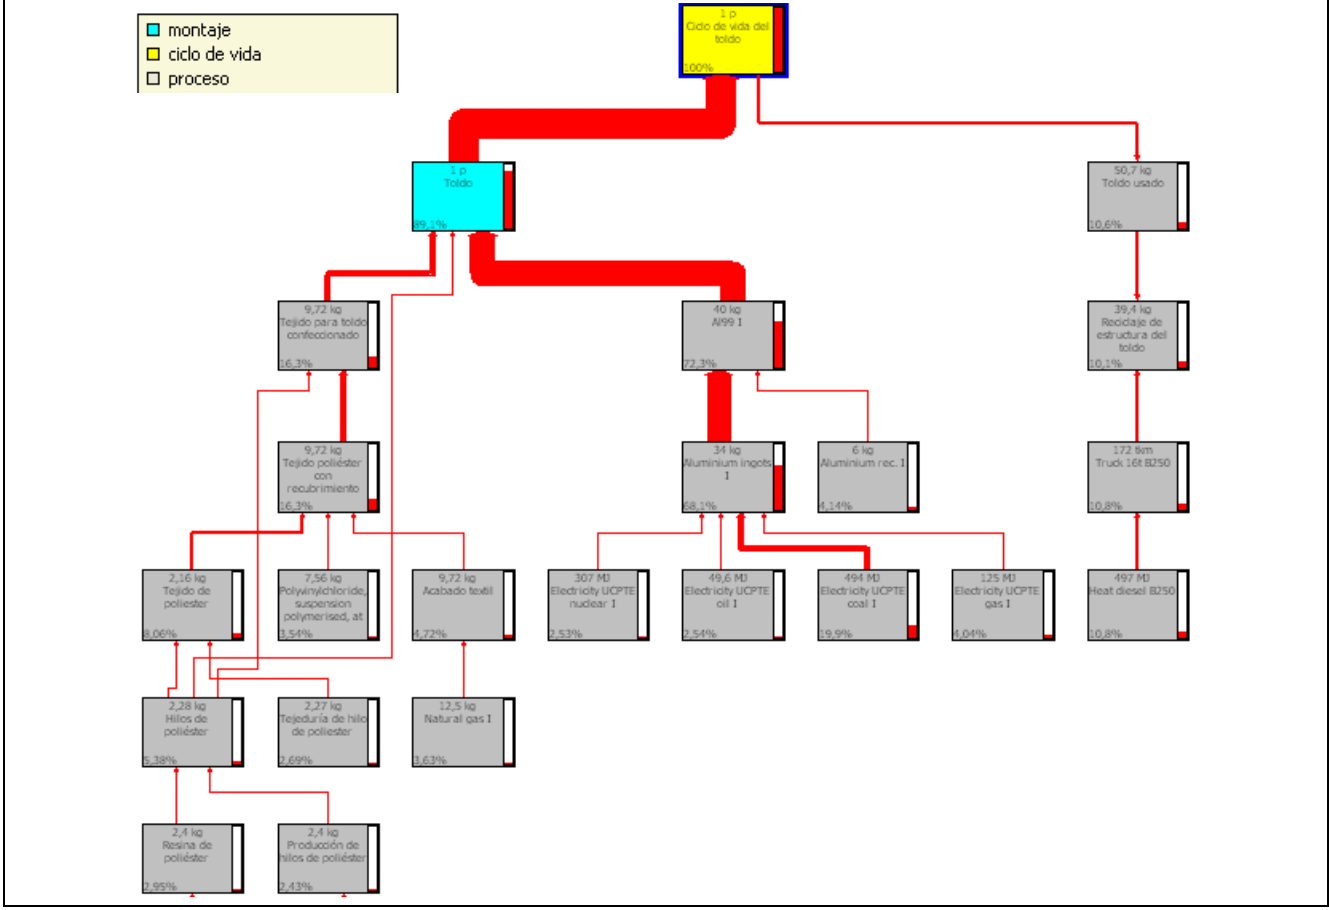 montaje
ciclo de vida
proceso
1 p
Ciclo de vida del
toldo
100%
1 p
Toldo
89,1%
50,7 kg
Toldo usado
10,6%
9,72 kg
Tejido para toldo
confeccionado
16,3%
40 kg
Al99 I
72,3%
39,4 kg
Reciclaje de
estructura del
toldo
10,1%
9,72 kg
Tejido poliéster
con
recubrimiento
16,3%
34 kg
Aluminium ingots
I
68,1%
6 kg
Aluminium rec. I
4,14%
172 tkm
Truck 16t B250
10,8%
2,16 kg
Tejido de
poliester
8,06%
7,56 kg
Polyvinylchloride,
suspension
polymerised, at
3,54%
9,72 kg
Acabado textil
4,72%
307 MJ
Electricity UCPTE
nuclear I
2,53%
49,6 MJ
Electricity UCPTE
oil I
2,54%
494 MJ
Electricity UCPTE
coal I
19,9%
125 MJ
Electricity UCPTE
gas I
4,04%
497 MJ
Heat diesel B250
10,8%
2,28 kg
Hilos de
poliéster
5,38%
2,27 kg
Tejeduría de hilo
de poliester
2,69%
12,5 kg
Natural gas I
3,63%
2,4 kg
Resina de
poliéster
2,95%
2,4 kg
Producción de
hilos de poliéster
2,43%